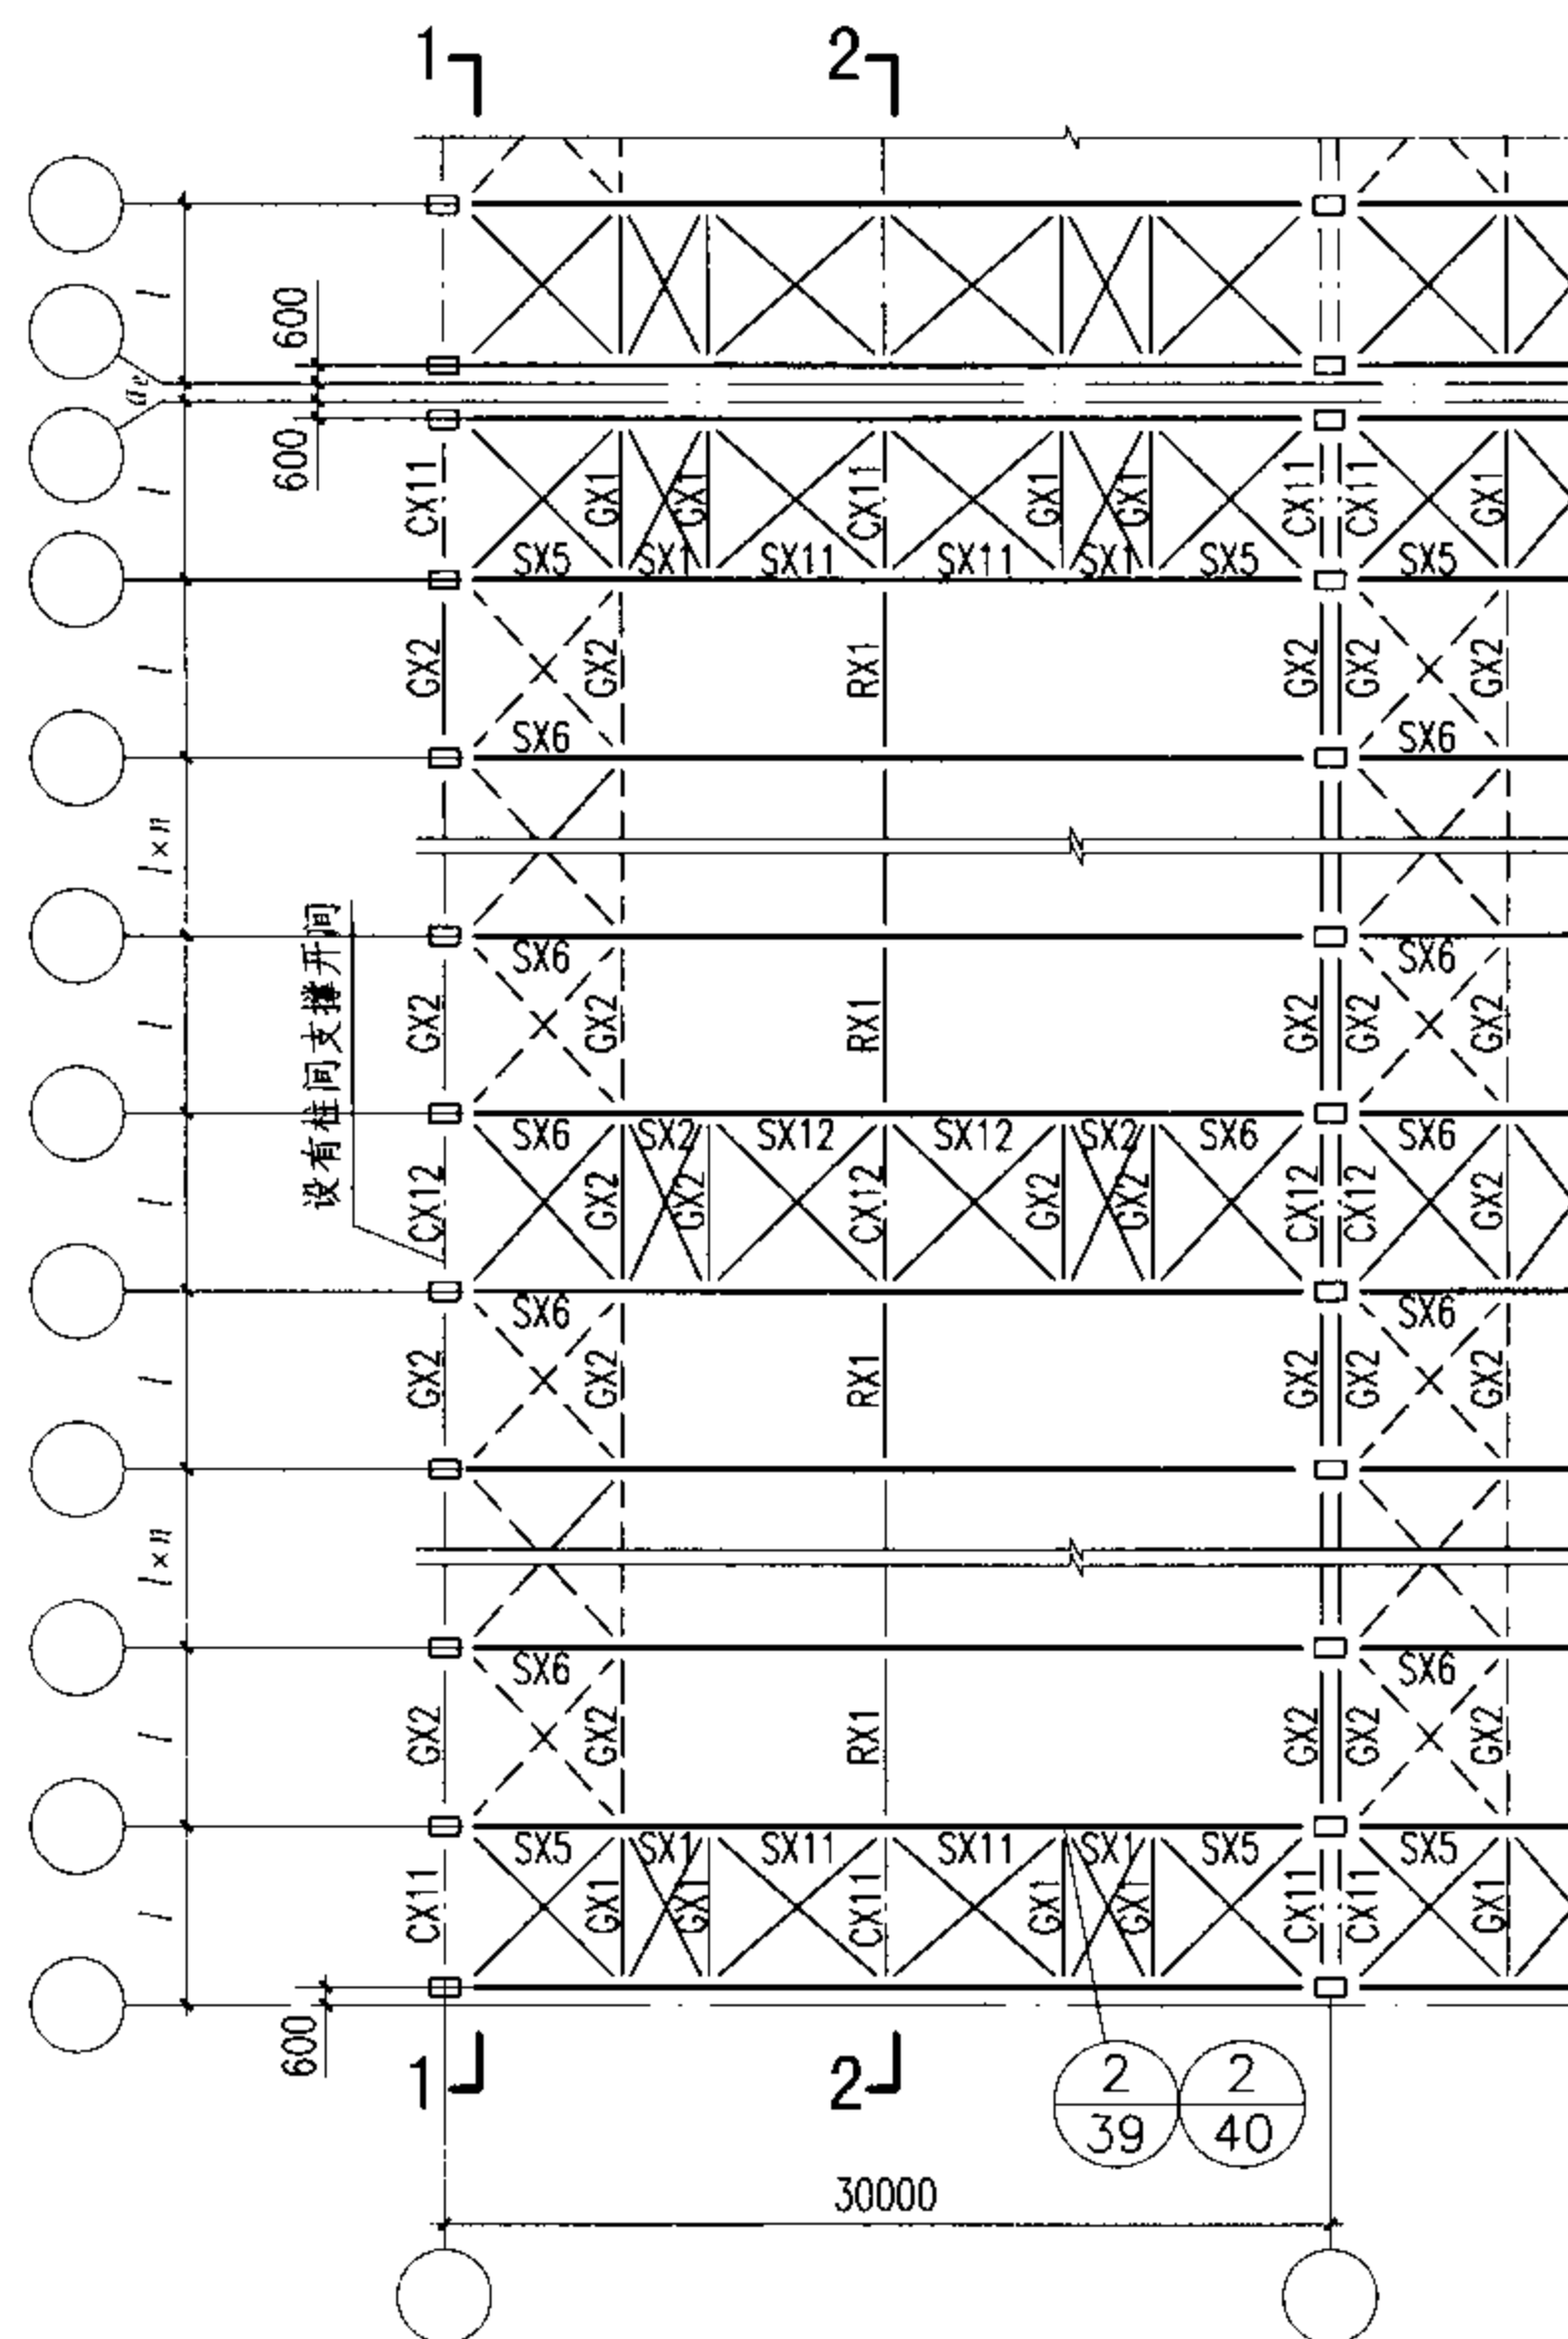 1 2
l
600
a_e
600
l
CX11 GX1 GX1 CX11 GX1 GX1 CX11 CX11 GX1
SX5 SX1 SX11 SX11 SX1 SX5 SX5
l
GX2 GX2 RX1 GX2 GX2 GX2
SX6 SX6
l×n
设有柱间支撑开间
SX6 SX6
l
GX2 GX2 RX1 GX2 GX2 GX2
SX6 SX2 SX12 SX12 SX2 SX6 SX6
l
CX12 GX2 GX2 CX12 GX2 GX2 CX12 CX12 GX2
SX6 SX6
l
GX2 GX2 RX1 GX2 GX2 GX2
l×n
SX6 SX6
l
GX2 GX2 RX1 GX2 GX2 GX2
SX5 SX1 SX11 SX11 SX1 SX5 SX5
l
CX11 GX1 GX1 CX11 GX1 GX1 CX11 CX11 GX1
600
1 2
2 2
39 40
30000